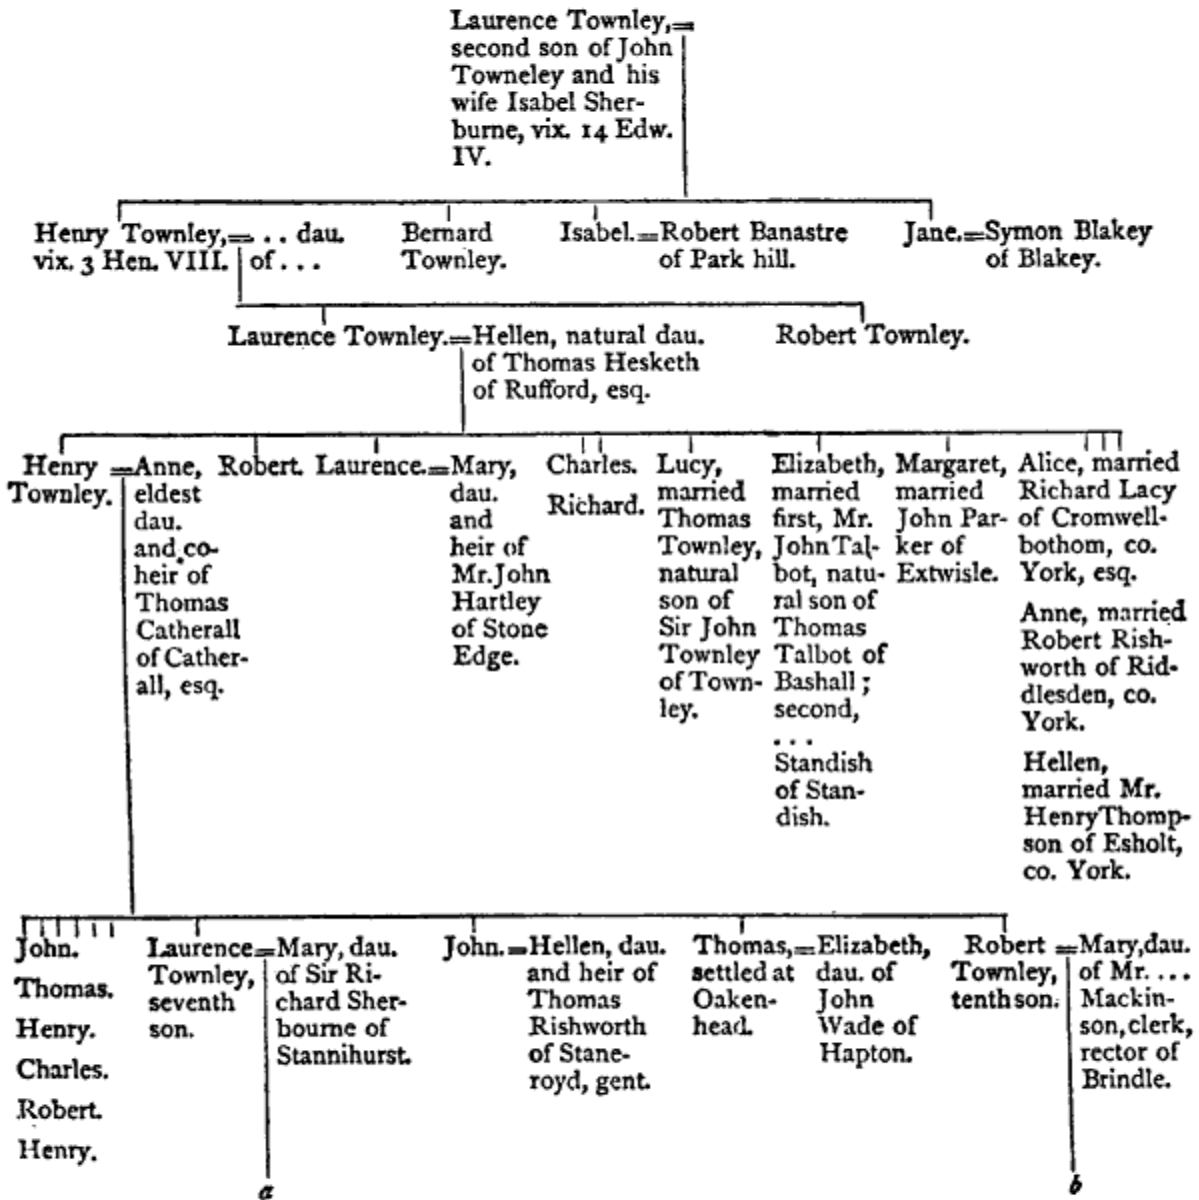 Laurence Townley,=
second son of John
Towneley and his
wife Isabel Sher-
burne, vix. 14 Edw.
IV.
Henry Townley,=. . dau.
vix. 3 Hen. VIII. of . . .
Bernard
Townley.
Isabel.=Robert Banastre
of Park hill.
Jane.=Symon Blakey
of Blakey.
Laurence Townley.=Hellen, natural dau.
of Thomas Hesketh
of Rufford, esq.
Robert Townley.
Henry
Townley.
=Anne,
eldest
dau.
and co-
heir of
Thomas
Catherall
of Cather-
all, esq.
Robert.
Laurence.=Mary,
dau.
and
heir of
Mr. John
Hartley
of Stone
Edge.
Charles.
Richard.
Lucy,
married
Thomas
Townley,
natural
son of
Sir John
Townley
of Town-
ley.
Elizabeth,
married
first, Mr.
John Tal-
bot, natu-
ral son of
Thomas
Talbot of
Bashall;
second,
. . .
Standish
of Stan-
dish.
Margaret,
married
John Par-
ker of
Extwisle.
Alice, married
Richard Lacy
of Cromwell-
bothom, co.
York, esq.
Anne, married
Robert Rish-
worth of Rid-
dlesden, co.
York.
Hellen,
married Mr.
Henry Thomp-
son of Esholt,
co. York.
John.
Thomas.
Henry.
Charles.
Robert.
Henry.
Laurence
Townley,
seventh
son.
=Mary, dau.
of Sir Ri-
chard Sher-
bourne of
Stannihurst.
John.=Hellen, dau.
and heir of
Thomas
Rishworth
of Stane-
royd, gent.
Thomas,
settled at
Oaken-
head.
=Elizabeth,
dau. of
John
Wade of
Hapton.
Robert
Townley,
tenth son.
=Mary, dau.
of Mr. . . . .
Mackin-
son, clerk,
rector of
Brindle.
a
b